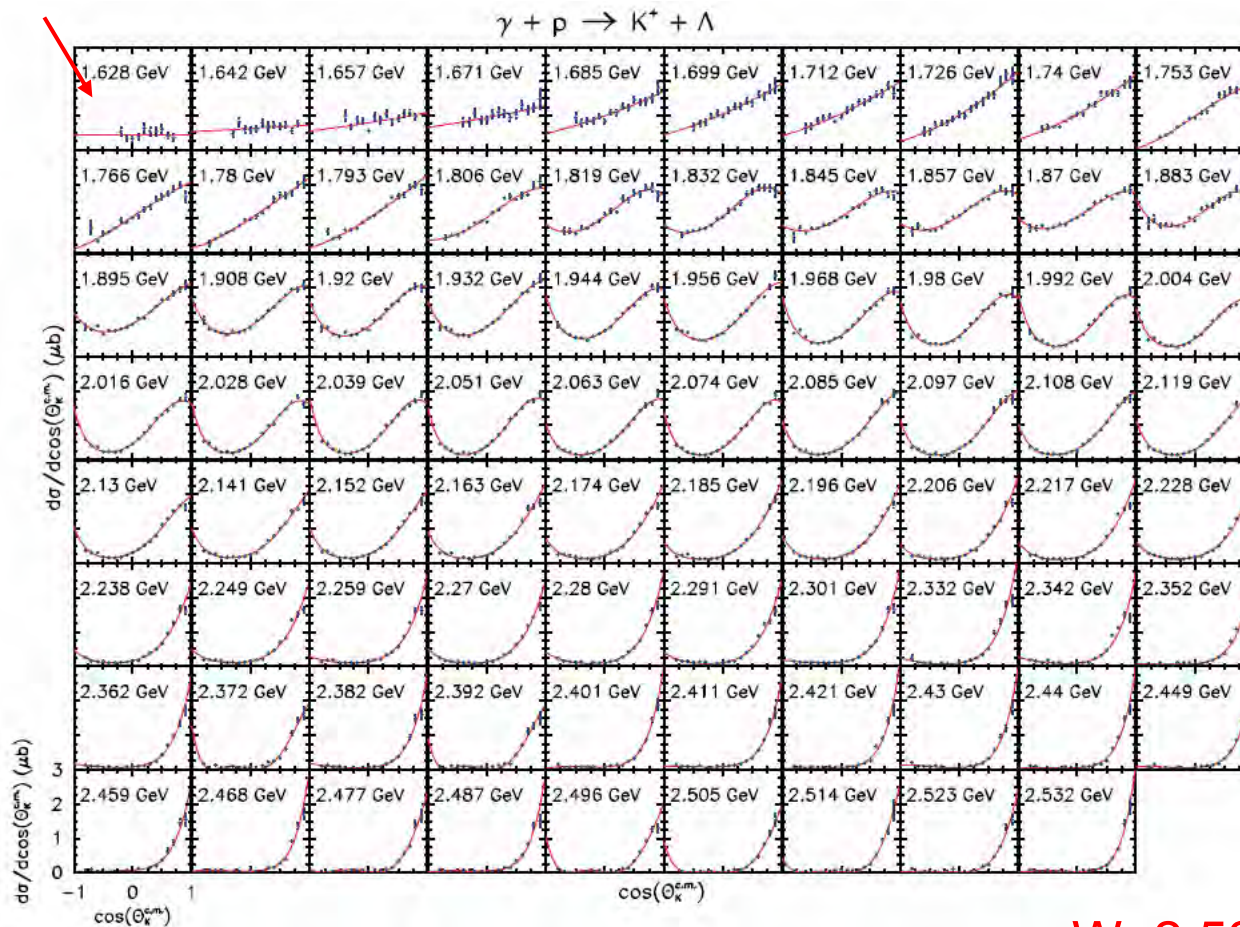 γ + p → K⁺ + Λ
1.628 GeV 1.642 GeV 1.657 GeV 1.671 GeV 1.685 GeV 1.699 GeV 1.712 GeV 1.726 GeV 1.74 GeV 1.753 GeV
1.766 GeV 1.78 GeV 1.793 GeV 1.806 GeV 1.819 GeV 1.832 GeV 1.845 GeV 1.857 GeV 1.87 GeV 1.883 GeV
1.895 GeV 1.908 GeV 1.92 GeV 1.932 GeV 1.944 GeV 1.956 GeV 1.968 GeV 1.98 GeV 1.992 GeV 2.004 GeV
dσ/dcos(Θ_K^c.m.) (μb)
2.016 GeV 2.028 GeV 2.039 GeV 2.051 GeV 2.063 GeV 2.074 GeV 2.085 GeV 2.097 GeV 2.108 GeV 2.119 GeV
2.13 GeV 2.141 GeV 2.152 GeV 2.163 GeV 2.174 GeV 2.185 GeV 2.196 GeV 2.206 GeV 2.217 GeV 2.228 GeV
2.238 GeV 2.249 GeV 2.259 GeV 2.27 GeV 2.28 GeV 2.291 GeV 2.301 GeV 2.332 GeV 2.342 GeV 2.352 GeV
2.362 GeV 2.372 GeV 2.382 GeV 2.392 GeV 2.401 GeV 2.411 GeV 2.421 GeV 2.43 GeV 2.44 GeV 2.449 GeV
dσ/dcos(Θ_K^c.m.) (μb)
3
2.459 GeV 2.468 GeV 2.477 GeV 2.487 GeV 2.496 GeV 2.505 GeV 2.514 GeV 2.523 GeV 2.532 GeV
2
1
0
−1 0 1
cos(Θ_K^c.m.)
cos(Θ_K^c.m.)